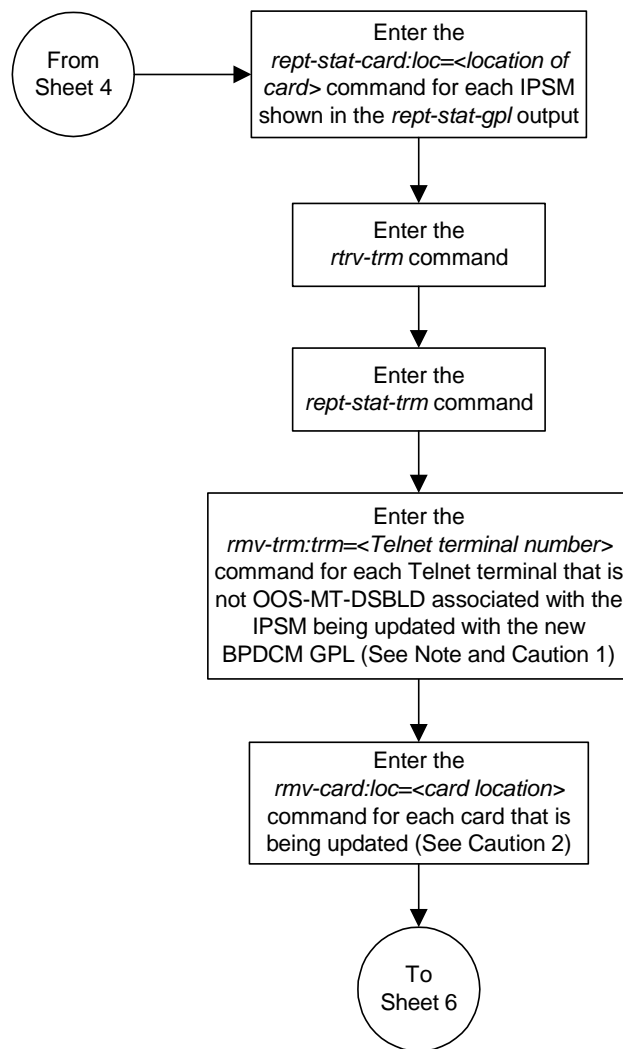 From
Sheet 4
Enter the
rept-stat-card:loc=<location of
card> command for each IPSM
shown in the rept-stat-gpl output
Enter the
rtrv-trm command
Enter the
rept-stat-trm command
Enter the
rmv-trm:trm=<Telnet terminal number>
command for each Telnet terminal that is
not OOS-MT-DSBLD associated with the
IPSM being updated with the new
BPDCM GPL (See Note and Caution 1)
Enter the
rmv-card:loc=<card location>
command for each card that is
being updated (See Caution 2)
To
Sheet 6